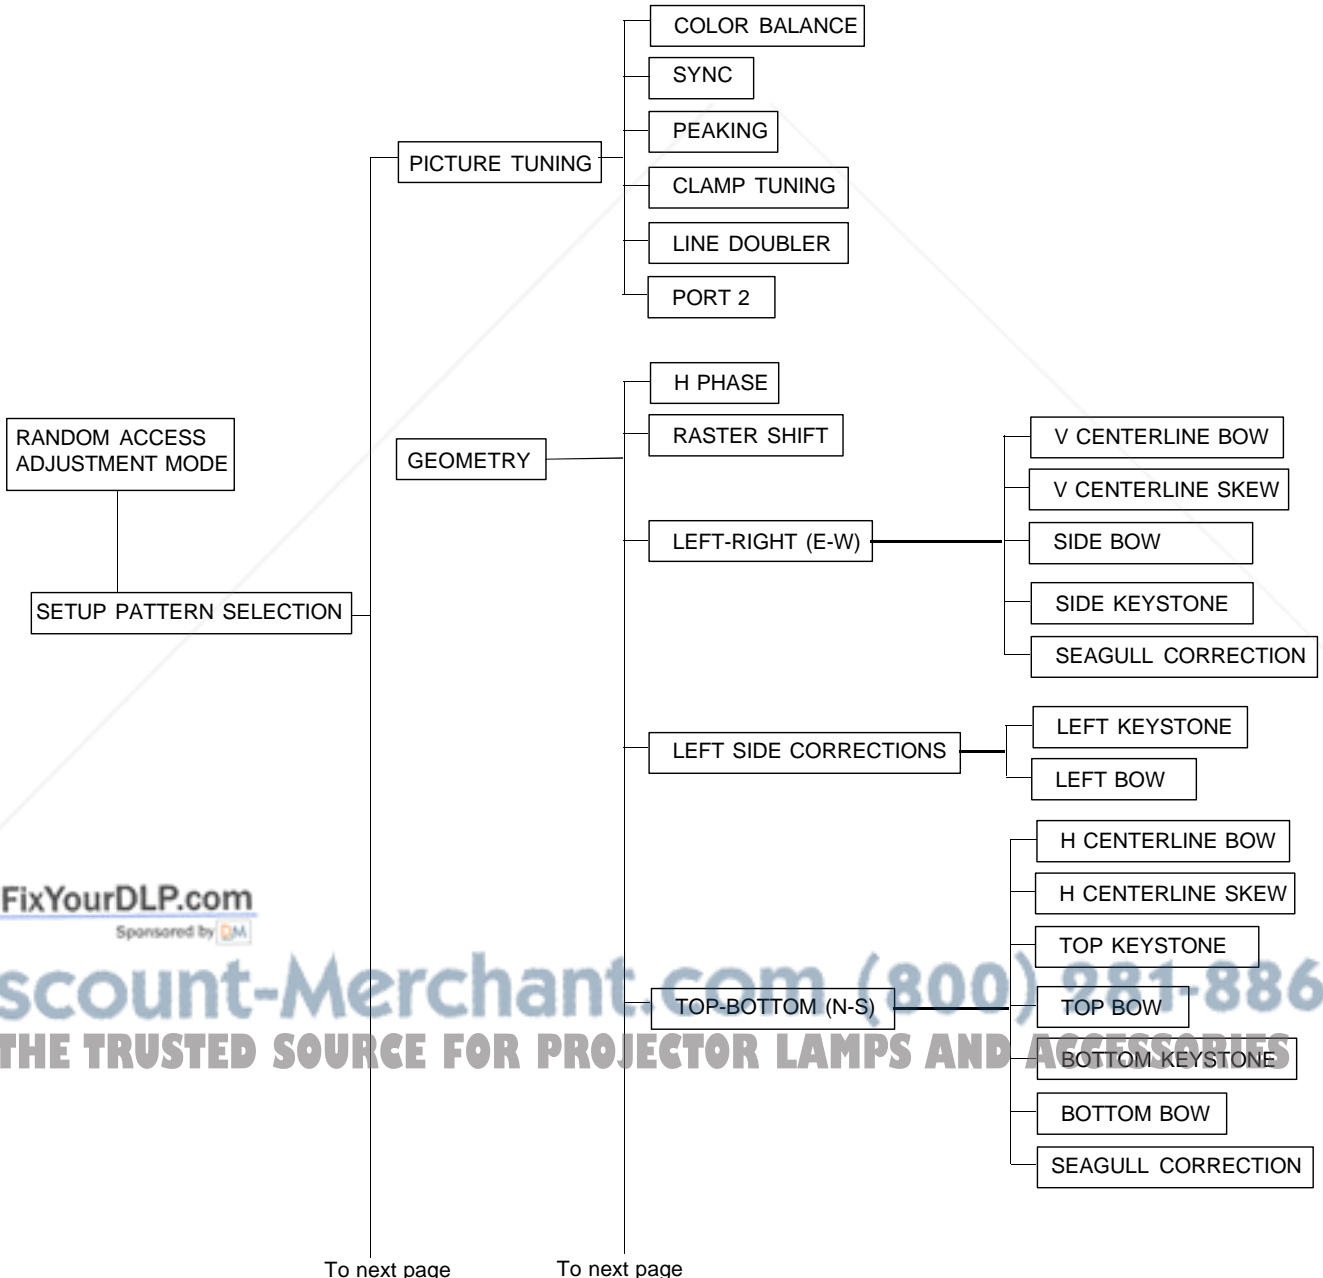 COLOR BALANCE
SYNC
PEAKING
PICTURE TUNING
CLAMP TUNING
LINE DOUBLER
PORT 2
H PHASE
RANDOM ACCESS
ADJUSTMENT MODE
RASTER SHIFT
GEOMETRY
V CENTERLINE BOW
V CENTERLINE SKEW
LEFT-RIGHT (E-W)
SIDE BOW
SETUP PATTERN SELECTION
SIDE KEYSTONE
SEAGULL CORRECTION
LEFT SIDE CORRECTIONS
LEFT KEYSTONE
LEFT BOW
H CENTERLINE BOW
FixYourDLP.com
Sponsored by DM
H CENTERLINE SKEW
TOP KEYSTONE
scount-Merchant.com (800) 281-886
TOP-BOTTOM (N-S)
TOP BOW
THE TRUSTED SOURCE FOR PROJECTOR LAMPS AND ACCESSORIES
BOTTOM KEYSTONE
BOTTOM BOW
SEAGULL CORRECTION
To next page
To next page